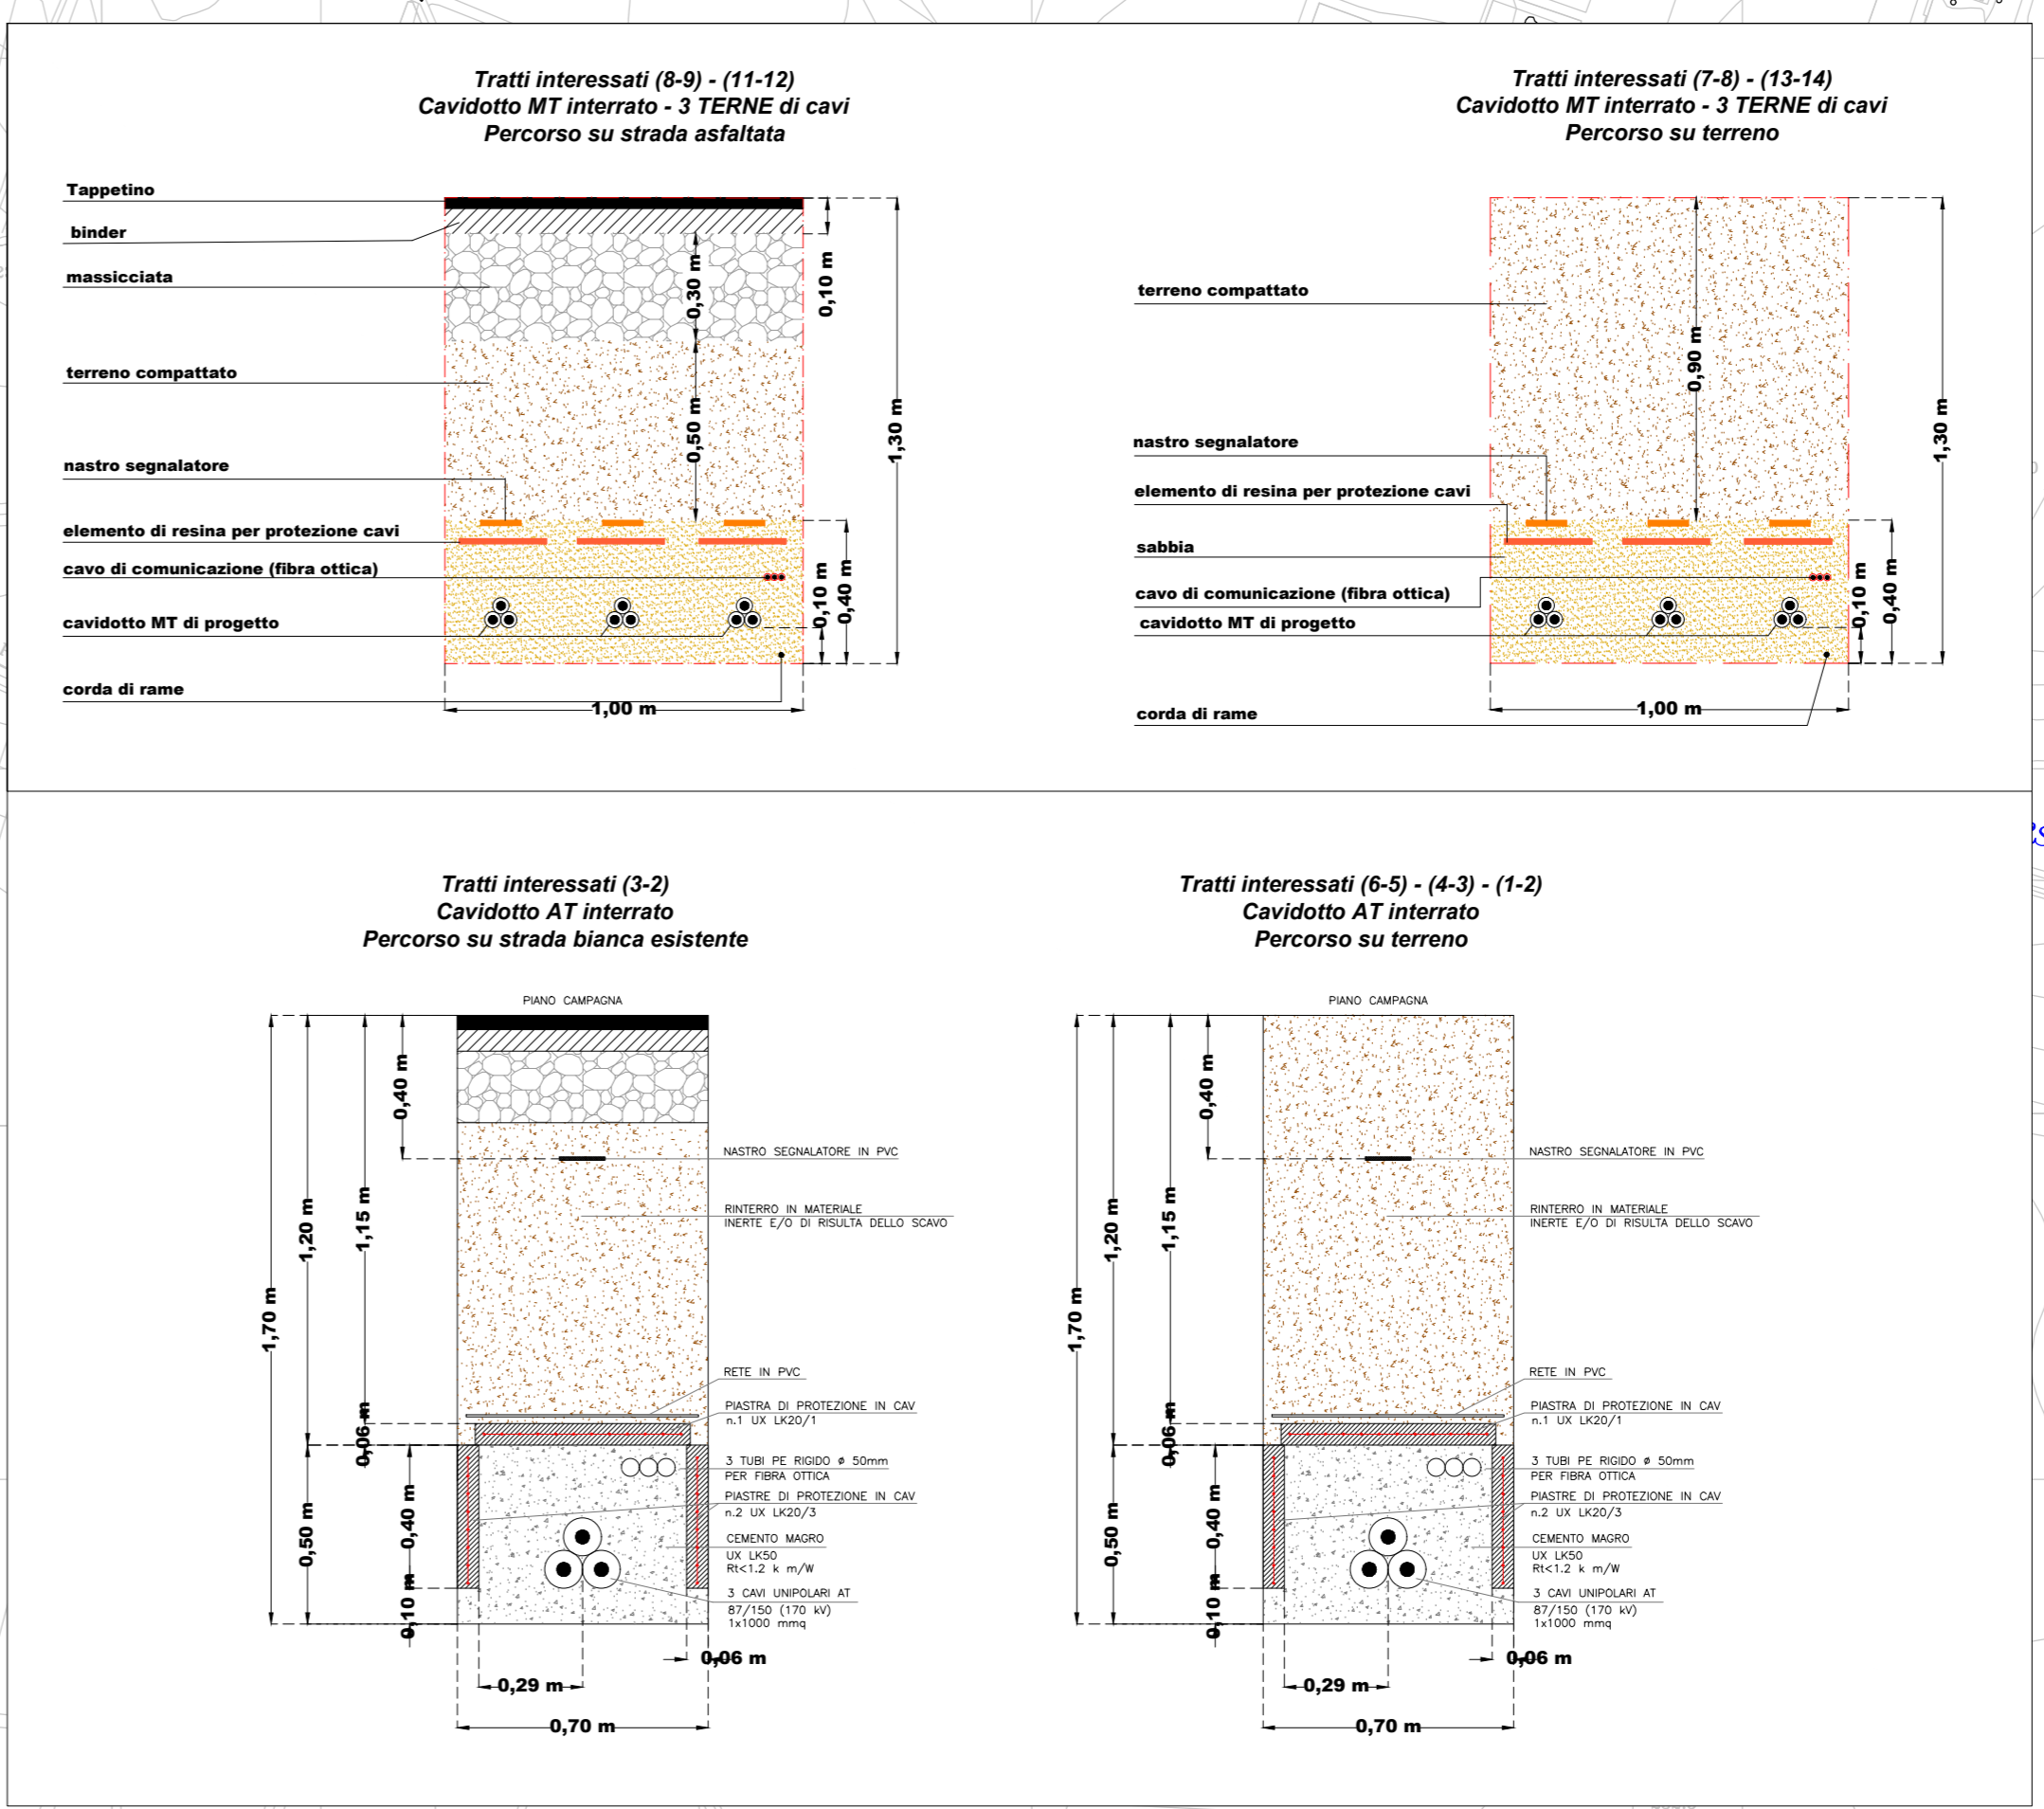 Tratti interessati (8-9) - (11-12)
Cavidotto MT interrato - 3 TERNE di cavi
Percorso su strada asfaltata
Tappetino
binder
massicciata
terreno compattato
nastro segnalatore
elemento di resina per protezione cavi
cavo di comunicazione (fibra ottica)
cavidotto MT di progetto
corda di rame
0,10 m
0,30 m
0,50 m
1,30 m
0,10 m
0,40 m
1,00 m
Tratti interessati (7-8) - (13-14)
Cavidotto MT interrato - 3 TERNE di cavi
Percorso su terreno
terreno compattato
nastro segnalatore
elemento di resina per protezione cavi
sabbia
cavo di comunicazione (fibra ottica)
cavidotto MT di progetto
corda di rame
0,90 m
1,30 m
0,10 m
0,40 m
1,00 m
Tratti interessati (3-2)
Cavidotto AT interrato
Percorso su strada bianca esistente
PIANO CAMPAGNA
0,40 m
1,20 m
1,15 m
1,70 m
0,06 m
0,50 m
0,40 m
0,10 m
NASTRO SEGNALATORE IN PVC
RINTERRO IN MATERIALE
INERTE E/O DI RISULTA DELLO SCAVO
RETE IN PVC
PIASTRA DI PROTEZIONE IN CAV
n.1 UX LK20/1
3 TUBI PE RIGIDO ø 50mm
PER FIBRA OTTICA
PIASTRE DI PROTEZIONE IN CAV
n.2 UX LK20/3
CEMENTO MAGRO
UX LK50
Rt<1.2 k m/W
3 CAVI UNIPOLARI AT
87/150 (170 kV)
1x1000 mmq
0,06 m
0,29 m
0,70 m
Tratti interessati (6-5) - (4-3) - (1-2)
Cavidotto AT interrato
Percorso su terreno
PIANO CAMPAGNA
0,40 m
1,20 m
1,15 m
1,70 m
0,06 m
0,50 m
0,40 m
0,10 m
NASTRO SEGNALATORE IN PVC
RINTERRO IN MATERIALE
INERTE E/O DI RISULTA DELLO SCAVO
RETE IN PVC
PIASTRA DI PROTEZIONE IN CAV
n.1 UX LK20/1
3 TUBI PE RIGIDO ø 50mm
PER FIBRA OTTICA
PIASTRE DI PROTEZIONE IN CAV
n.2 UX LK20/3
CEMENTO MAGRO
UX LK50
Rt<1.2 k m/W
3 CAVI UNIPOLARI AT
87/150 (170 kV)
1x1000 mmq
0,06 m
0,29 m
0,70 m